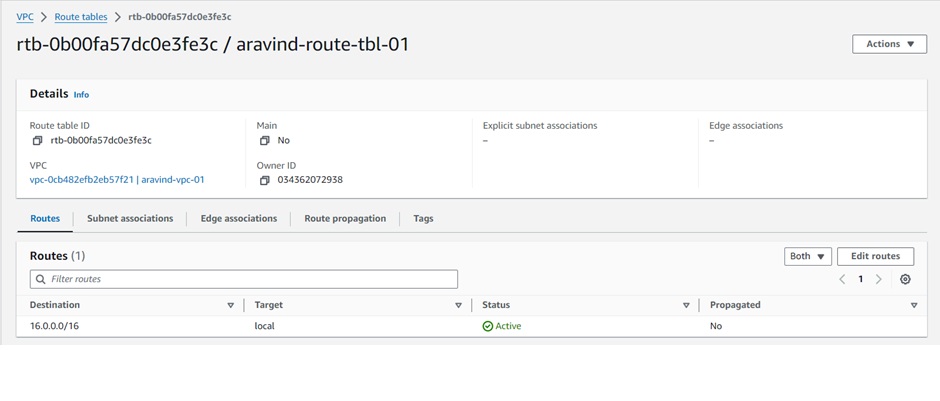 VPC > Route tables > rtb-0b00fa57dc0e3fe3c
rtb-0b00fa57dc0e3fe3c / aravind-route-tbl-01
Actions
Details Info
Route table ID
rtb-0b00fa57dc0e3fe3c
Main
No
Explicit subnet associations
–
Edge associations
–
VPC
vpc-0cb482efb2eb57f21 | aravind-vpc-01
Owner ID
034362072938
Routes Subnet associations Edge associations Route propagation Tags
Routes (1)
Both
Edit routes
Filter routes
1
Destination Target Status Propagated
16.0.0.0/16 local Active No